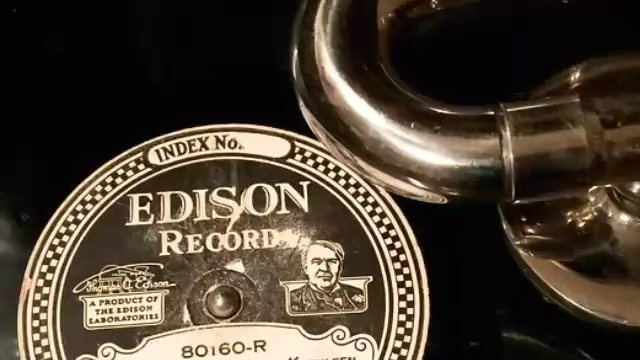 INDEX No.
EDISON
RECORD
Thomas A Edison
A PRODUCT OF
THE EDISON
LABORATORIES
80160-R